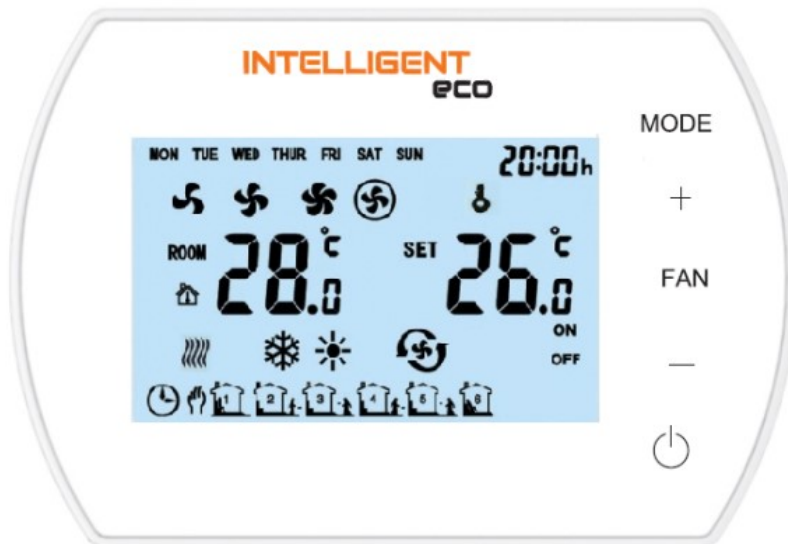 INTELLIGENT
eco
MODE
MON TUE WED THUR FRI SAT SUN 20:00h
+
ROOM 28.0 °C SET 26.0 °C
FAN
ON
OFF
—
1 2 3 4 5 6